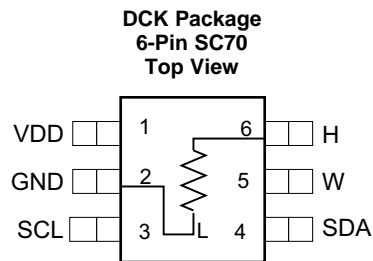 DCK Package
6-Pin SC70
Top View
VDD 1 6 H
GND 2 5 W
SCL 3 L 4 SDA